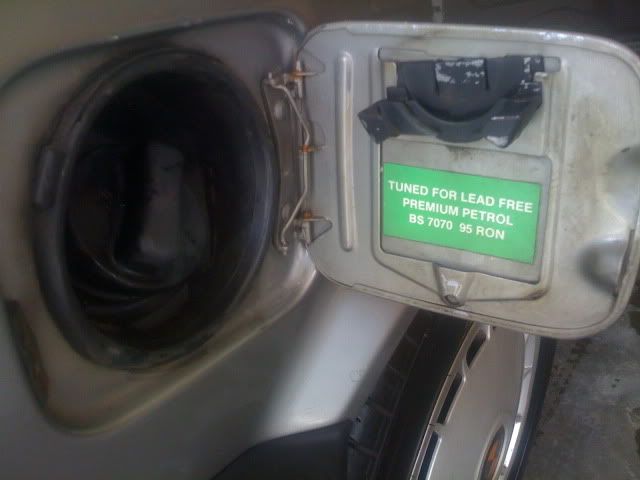 TUNED FOR LEAD FREE
PREMIUM PETROL
BS 7070 95 RON